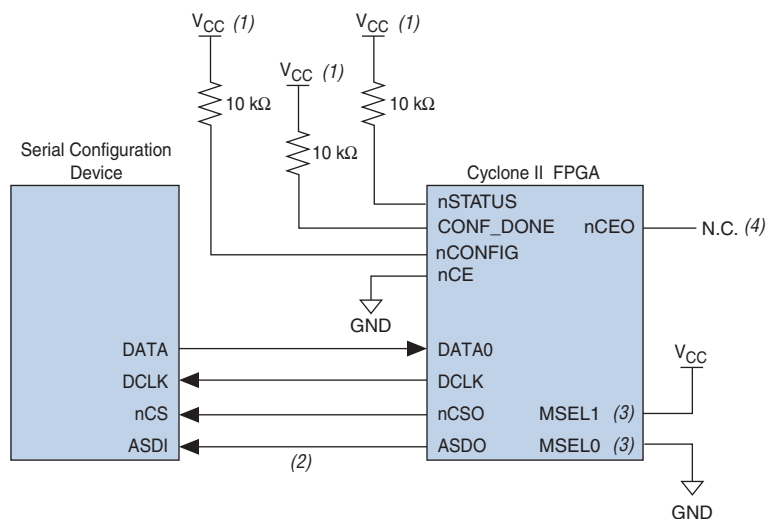 VCC (1)
VCC (1)
VCC (1)
10 kΩ
10 kΩ
10 kΩ
Serial Configuration
Device
Cyclone II FPGA
nSTATUS
CONF_DONE
nCEO
N.C. (4)
nCONFIG
nCE
GND
DATA
DATA0
VCC
DCLK
DCLK
nCS
nCSO
MSEL1 (3)
ASDI
(2)
ASDO
MSEL0 (3)
GND